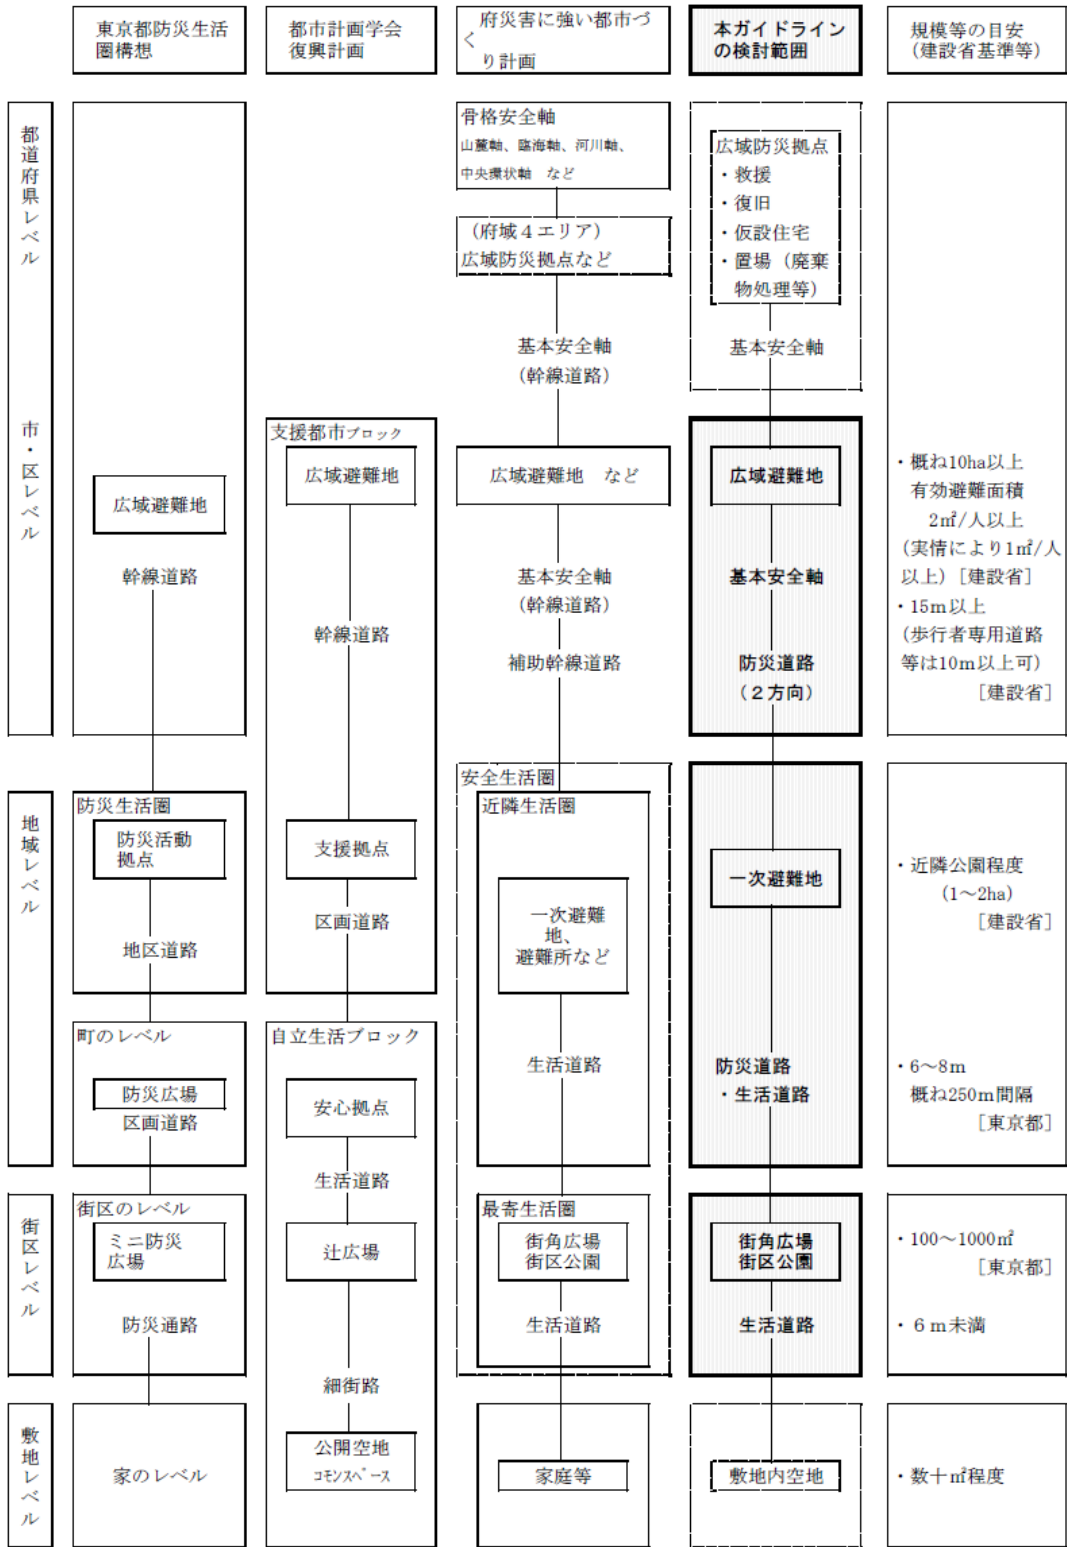 東京都防災生活
圏構想
都市計画学会
復興計画
府災害に強い都市づ
く
り計画
本ガイドライン
の検討範囲
規模等の目安
(建設省基準等)
都道府県レベル
骨格安全軸
山麓軸、臨海軸、河川軸、
中央環状軸 など
(府域4エリア)
広域防災拠点など
基本安全軸
(幹線道路)
広域防災拠点
・救援
・復旧
・仮設住宅
・置場(廃棄
物処理等)
基本安全軸
市・区レベル
広域避難地
幹線道路
支援都市ブロック
広域避難地
幹線道路
広域避難地 など
基本安全軸
(幹線道路)
補助幹線道路
広域避難地
基本安全軸
防災道路
(2方向)
・概ね10ha以上
有効避難面積
2㎡/人以上
(実情により1㎡/人
以上)[建設省]
・15m以上
(歩行者専用道路
等は10m以上可)
[建設省]
地域レベル
防災生活圏
防災活動
拠点
地区道路
町のレベル
防災広場
区画道路
支援拠点
区画道路
自立生活ブロック
安心拠点
生活道路
安全生活圏
近隣生活圏
一次避難
地、
避難所など
生活道路
一次避難地
防災道路
・生活道路
・近隣公園程度
(1〜2ha)
[建設省]
・6〜8m
概ね250m間隔
[東京都]
街区レベル
街区のレベル
ミニ防災
広場
防災通路
辻広場
細街路
最寄生活圏
街角広場
街区公園
生活道路
街角広場
街区公園
生活道路
・100〜1000㎡
[東京都]
・6m未満
敷地レベル
家のレベル
公開空地
コモンスペース
家庭等
敷地内空地
・数十㎡程度